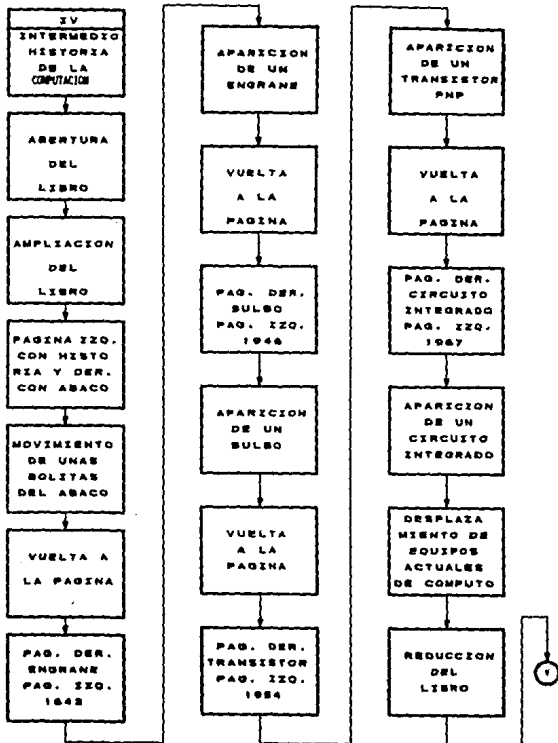 IV
INTERMEDIO
HISTORIA
DE LA
COMPUTACION
ABERTURA
DEL
LIBRO
AMPLIACION
DEL
LIBRO
PAGINA IZQ.
CON HISTO
RIA Y DER.
CON ABACO
MOVIMIENTO
DE UNAS
BOLITAS
DEL ABACO
VUELTA A
LA PAGINA
PAG. DER.
ENGRANE
PAG. IZQ.
1642
APARICION
DE UN
ENGRANE
VUELTA
A LA
PAGINA
PAG. DER.
BULBO
PAG. IZQ.
1946
APARICION
DE UN
BULBO
VUELTA
A LA
PAGINA
PAG. DER.
TRANSISTOR
PAG. IZQ.
1954
APARICION
DE UN
TRANSISTOR
PNP
VUELTA
A LA
PAGINA
PAG. DER.
CIRCUITO
INTEGRADO
PAG. IZQ.
1967
APARICION
DE UN
CIRCUITO
INTEGRADO
DESPLAZA
MIENTO DE
EQUIPOS
ACTUALES
DE COMPUTO
REDUCCION
DEL
LIBRO